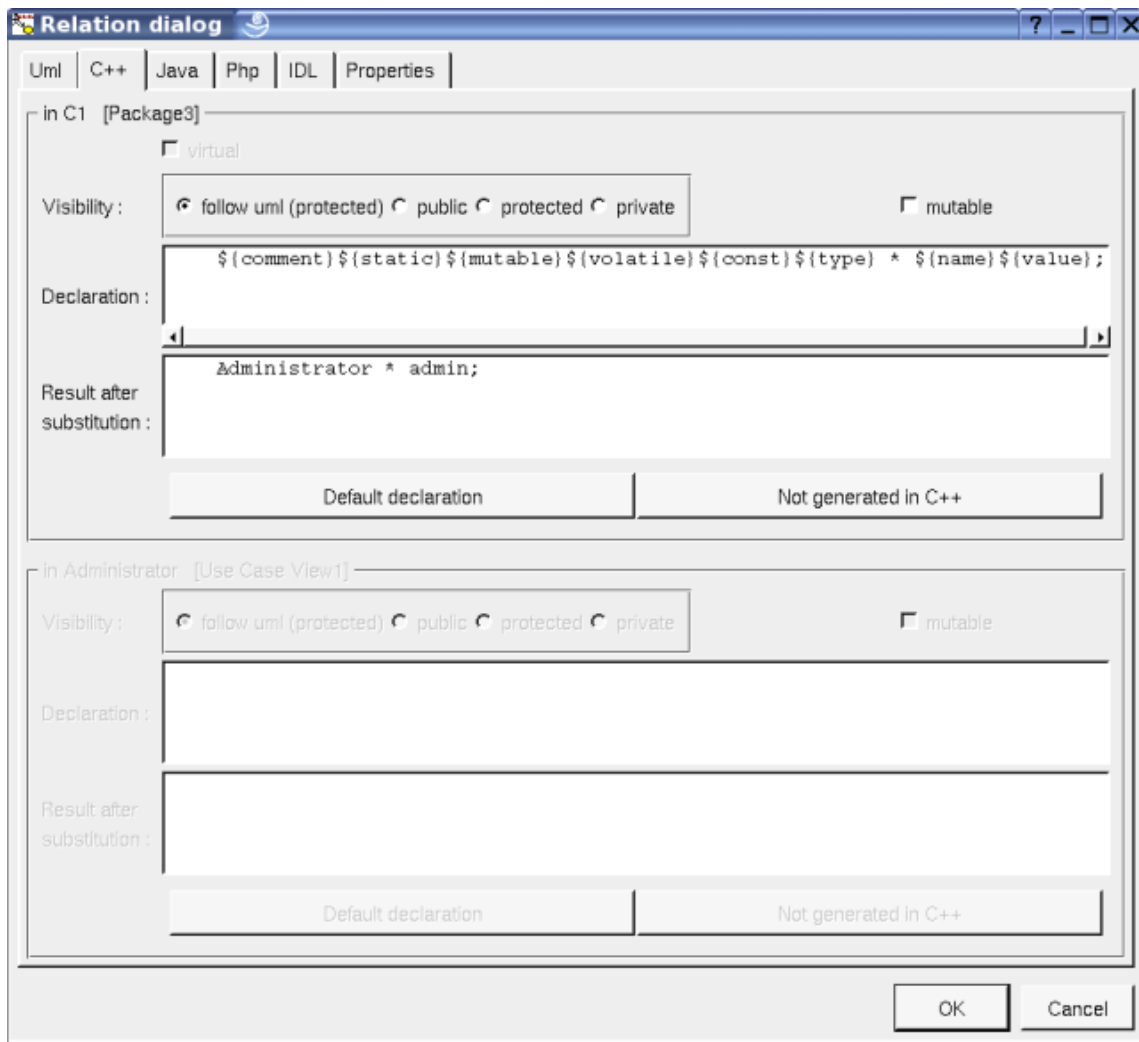 Relation dialog ?
Uml C++ Java Php IDL Properties
in C1 [Package3]
virtual
Visibility : follow uml (protected) public protected private mutable
${comment}${static}${mutable}${volatile}${const}${type} * ${name}${value};
Declaration :
Administrator * admin;
Result after
substitution :
Default declaration Not generated in C++
in Administrator [Use Case View1]
Visibility : follow uml (protected) public protected private mutable
Declaration :
Result after
substitution :
Default declaration Not generated in C++
OK Cancel